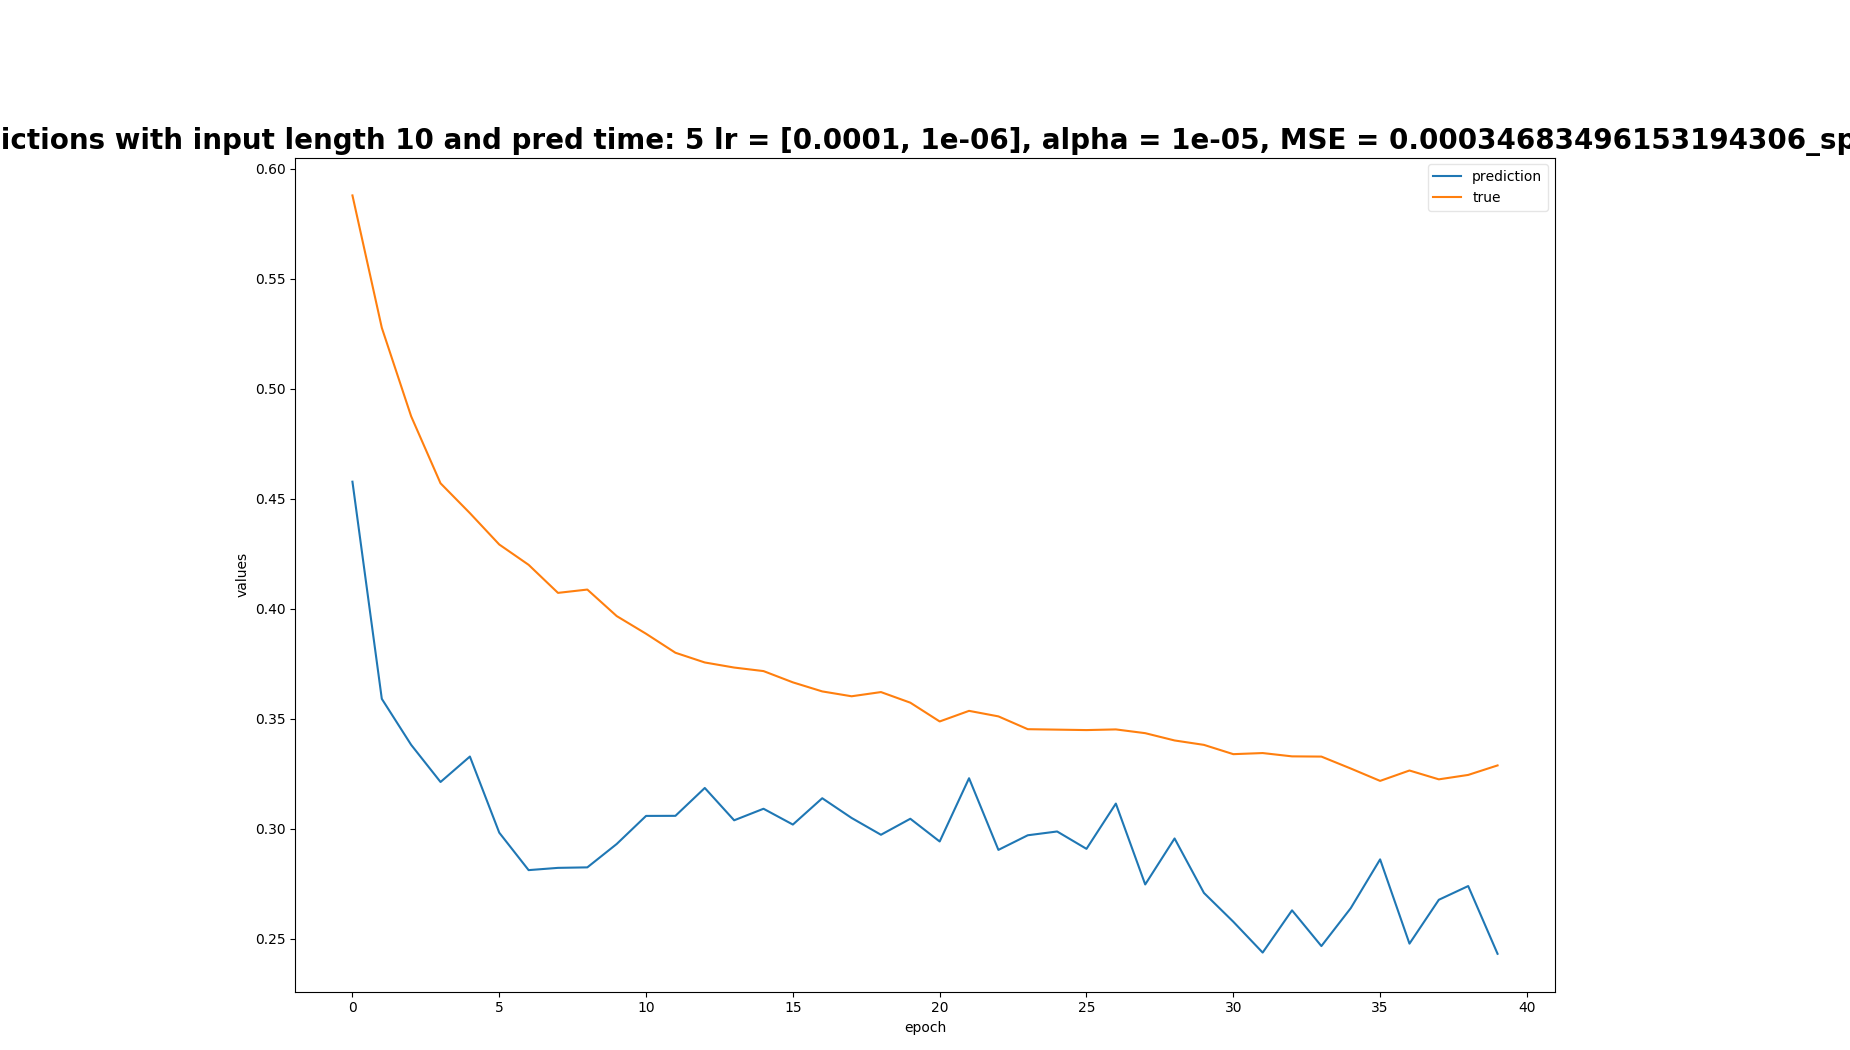 ictions with input length 10 and pred time: 5 lr = [0.0001, 1e-06], alpha = 1e-05, MSE = 0.00034683496153194306_sp
prediction
true
0.60
0.55
0.50
0.45
0.40
0.35
0.30
0.25
values
0 5 10 15 20 25 30 35 40
epoch